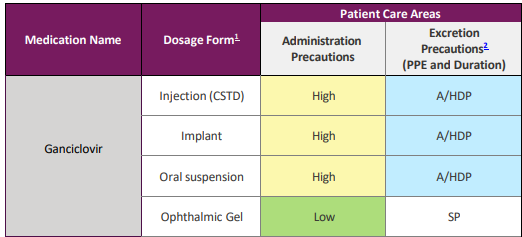 Patient Care Areas
Medication Name
Dosage Form1
Administration
Precautions
Excretion
Precautions2
(PPE and Duration)
Ganciclovir
Injection (CSTD)
High
A/HDP
Implant
High
A/HDP
Oral suspension
High
A/HDP
Ophthalmic Gel
Low
SP